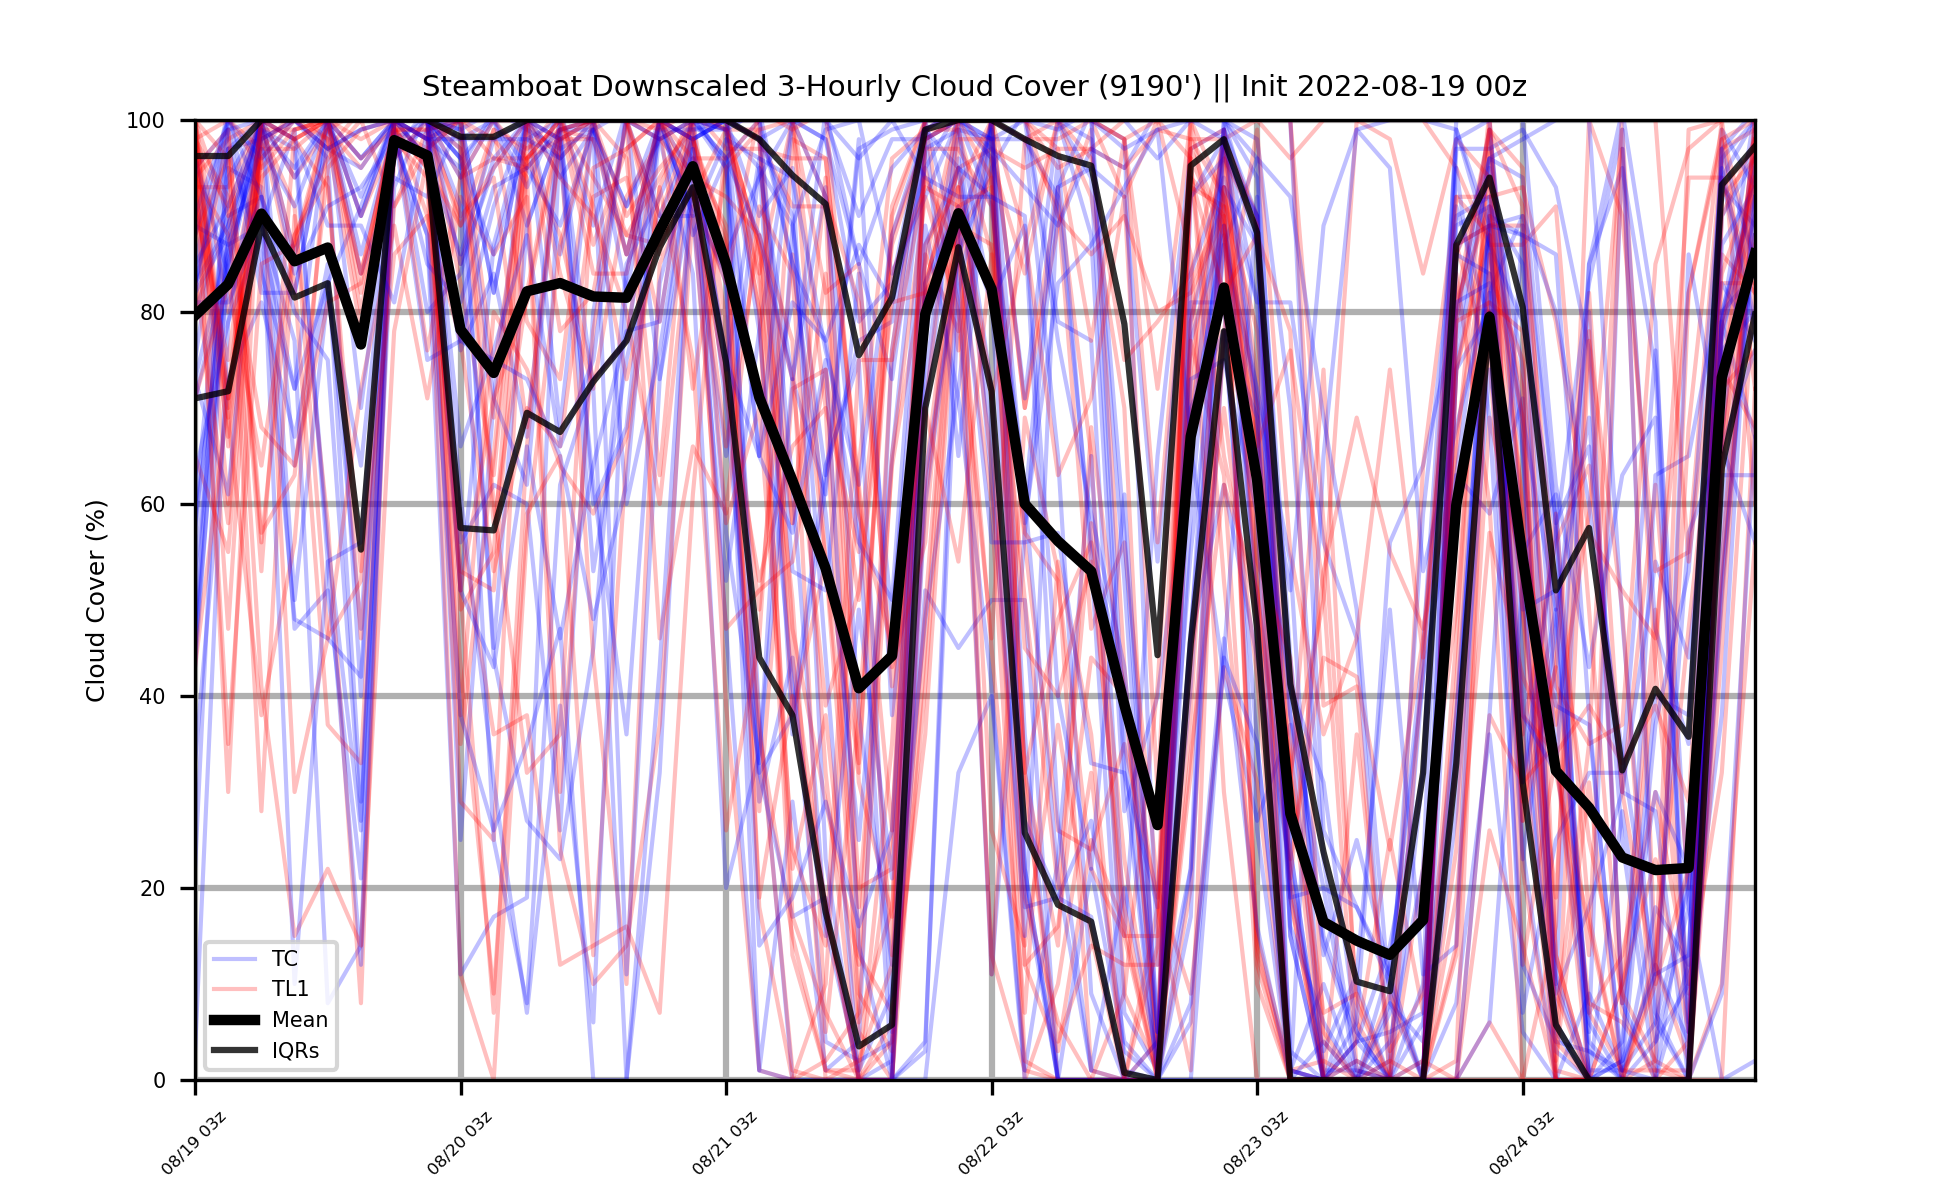 Steamboat Downscaled 3-Hourly Cloud Cover (9190') || Init 2022-08-19 00z
Cloud Cover (%)
100
80
60
40
20
0
TC
TL1
Mean
IQRs
08/19 03z
08/20 03z
08/21 03z
08/22 03z
08/23 03z
08/24 03z